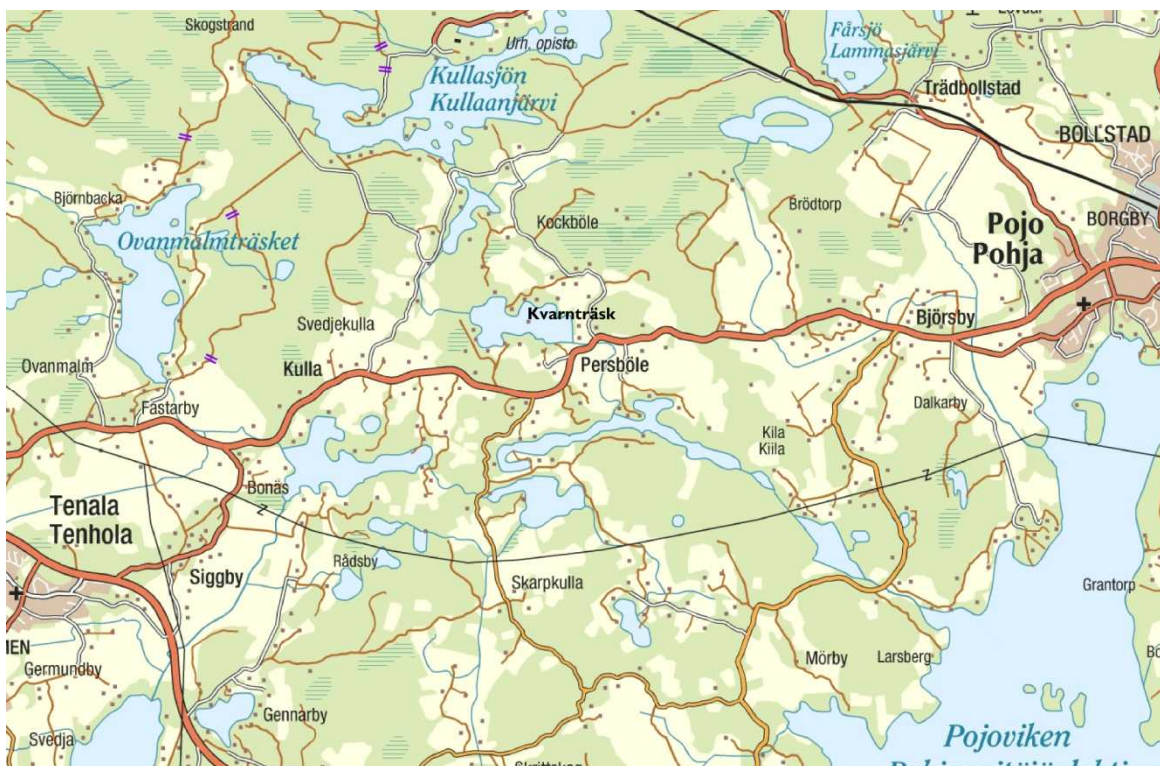 Skogstrand
Urh. opisto
Kullasjön
Kullaanjärvi
Fårsjö
Lammasjärvi
Trädbollstad
BOLLSTAD
Björnbacka
Ovanmalmträsket
Kockböle
Brödtorp
Pojo
Pohja
BORGBY
Svedjekulla
Kvarnträsk
Björsby
Ovanmalm
Kulla
Persböle
Fastarby
Dalkarby
Kila
Kiila
Bonäs
Tenala
Tenhola
Z
Z
Rådsby
Siggby
Skarpkulla
Grantorp
MEN
Germundby
Mörby
Larsberg
Gennarby
Svedja
Pojoviken